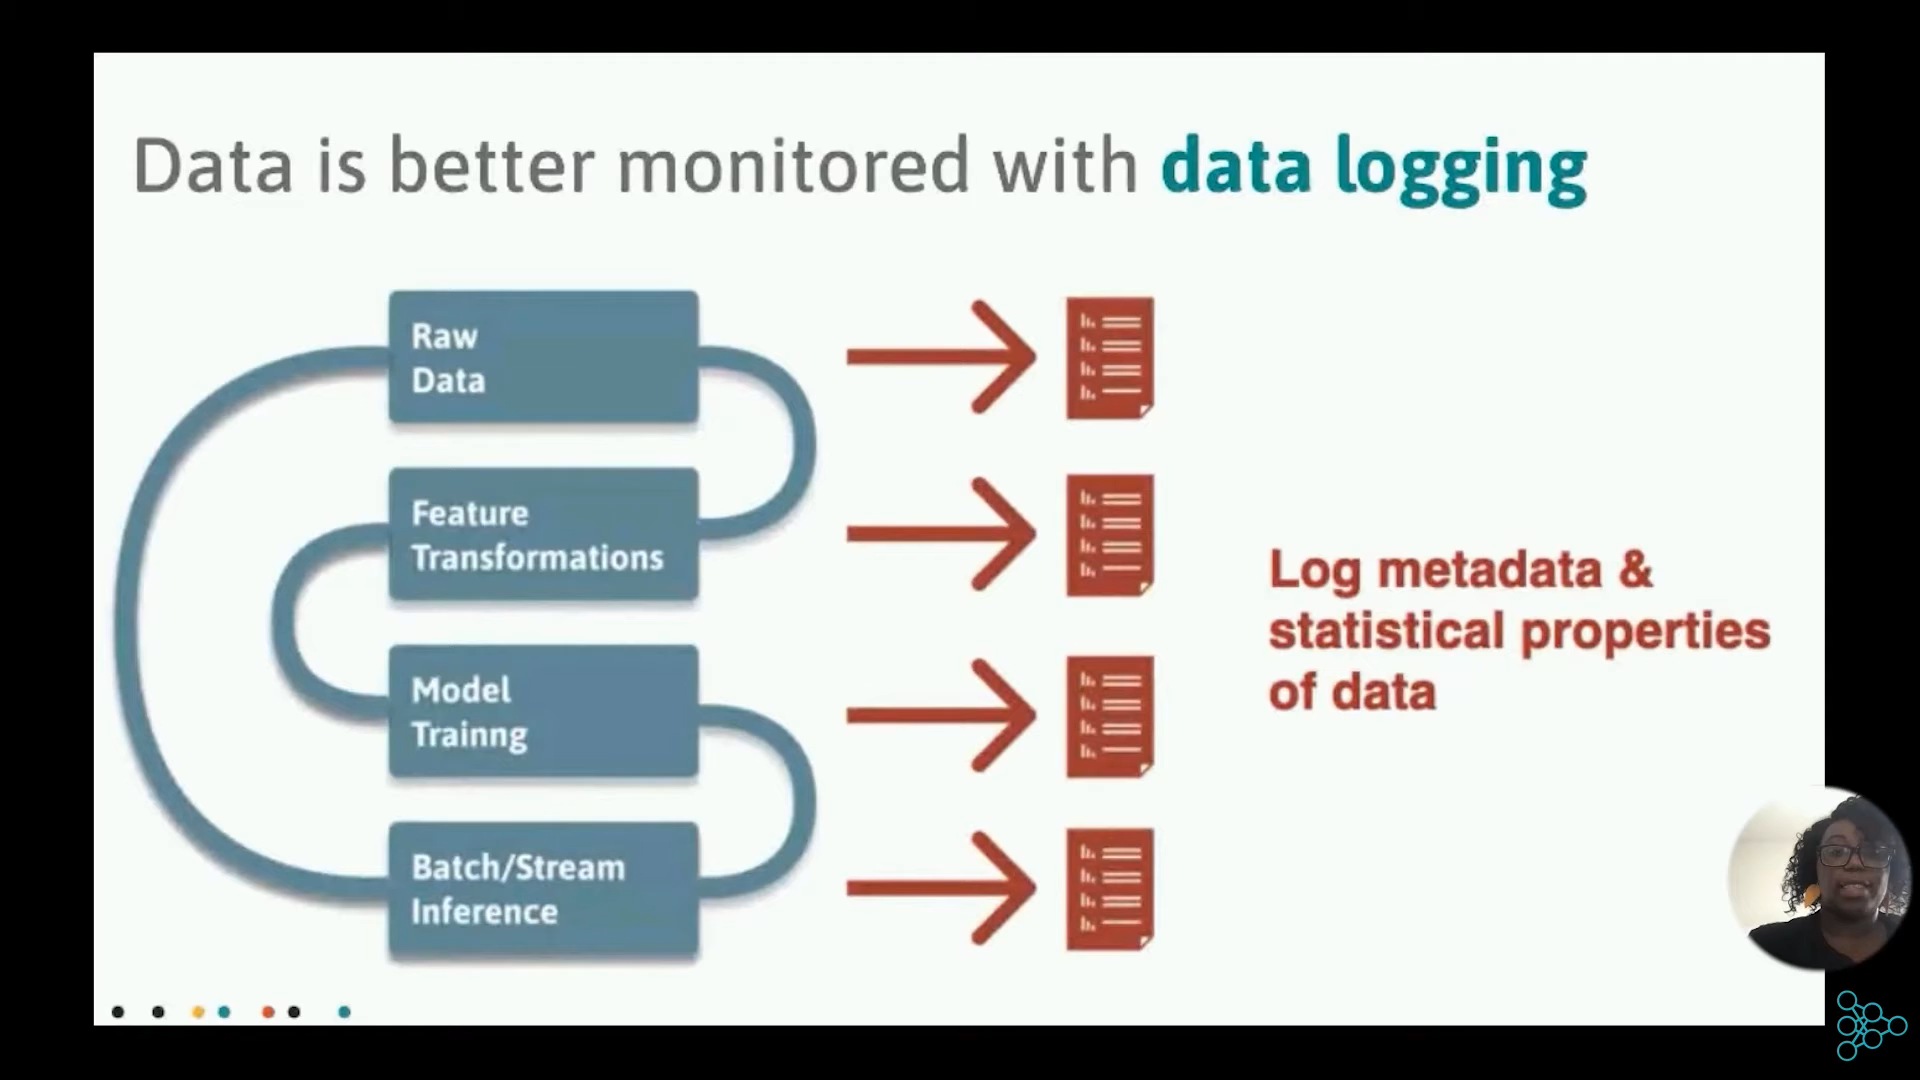 Data is better monitored with data logging
Raw
Data
Feature
Transformations
Model
Trainng
Batch/Stream
Inference
Log metadata &
statistical properties
of data